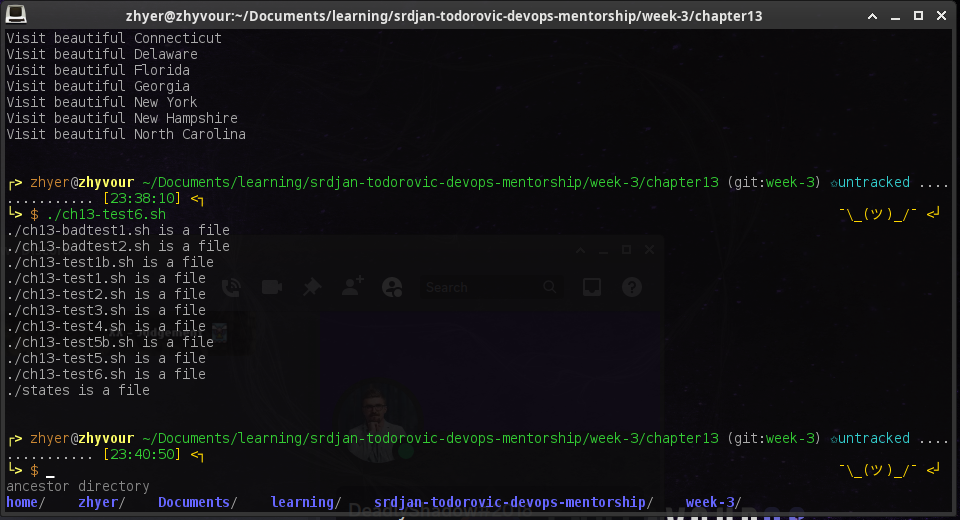 zhyer@zhyvour:~/Documents/learning/srdjan-todorovic-devops-mentorship/week-3/chapter13
Visit beautiful Connecticut
Visit beautiful Delaware
Visit beautiful Florida
Visit beautiful Georgia
Visit beautiful New York
Visit beautiful New Hampshire
Visit beautiful North Carolina
┌> zhyer@zhyvour ~/Documents/learning/srdjan-todorovic-devops-mentorship/week-3/chapter13 (git:week-3) ✩untracked ....
........... [23:38:10] <┐
└> $ ./ch13-test6.sh ¯\_(ツ)_/¯ <┘
./ch13-badtest1.sh is a file
./ch13-badtest2.sh is a file
./ch13-test1b.sh is a file
./ch13-test1.sh is a file
./ch13-test2.sh is a file
./ch13-test3.sh is a file
./ch13-test4.sh is a file
./ch13-test5b.sh is a file
./ch13-test5.sh is a file
./ch13-test6.sh is a file
./states is a file
Search
┌> zhyer@zhyvour ~/Documents/learning/srdjan-todorovic-devops-mentorship/week-3/chapter13 (git:week-3) ✩untracked ....
........... [23:40:50] <┐
└> $ _ ¯\_(ツ)_/¯ <┘
ancestor directory
home/ zhyer/ Documents/ learning/ srdjan-todorovic-devops-mentorship/ week-3/